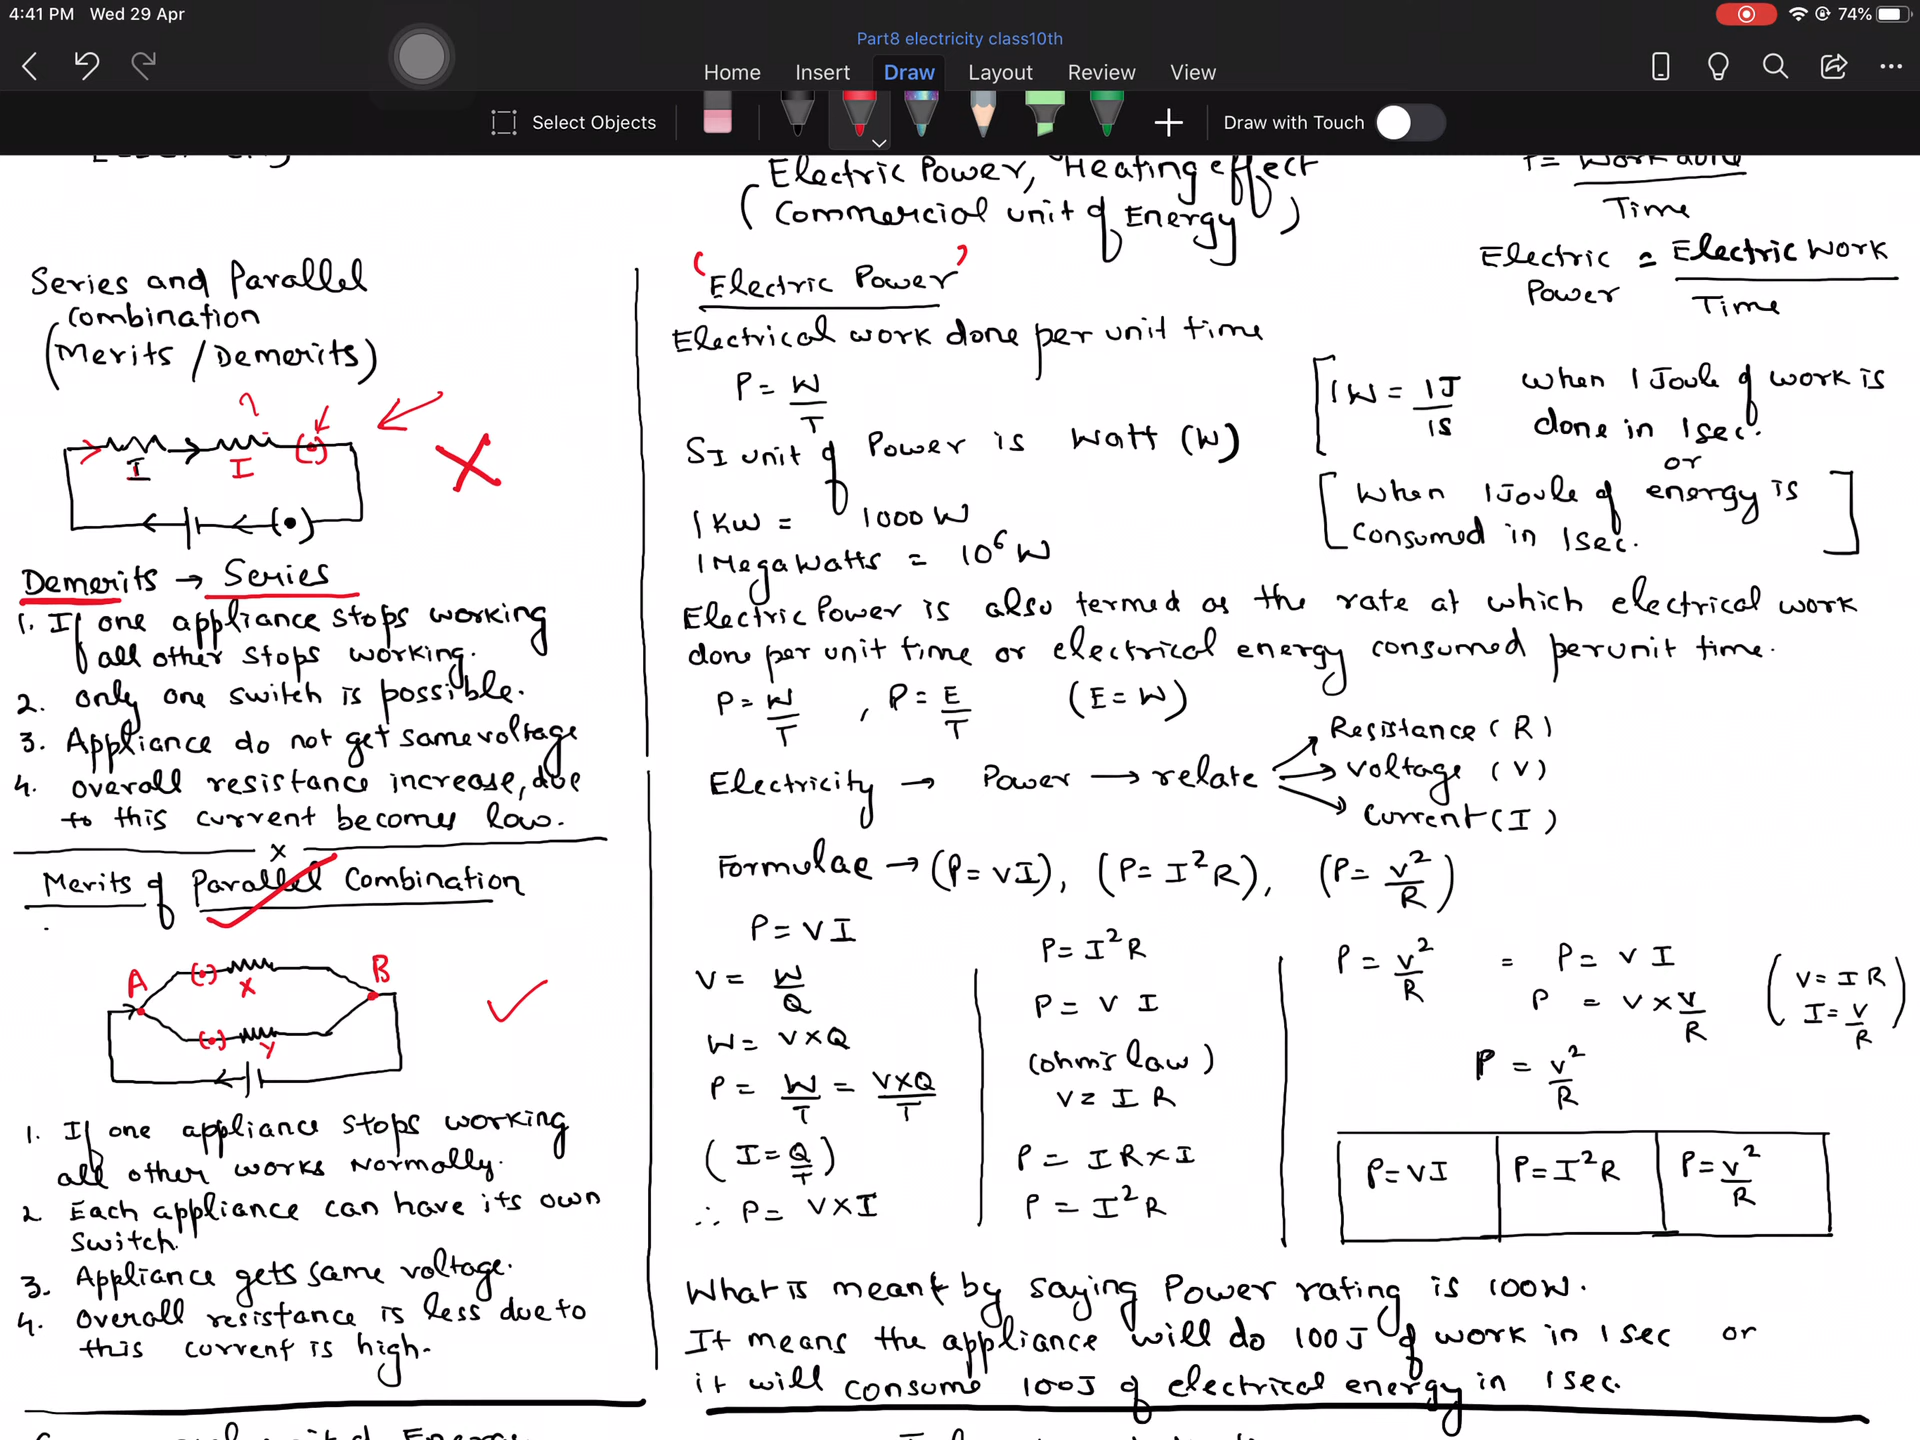 4:41 PM Wed 29 Apr
74%
Part8 electricity class10th
Home Insert Draw Layout Review View
Select Objects
Draw with Touch
Electric Power, Heating effect
(Commercial unit of Energy)
Work done
Time
Electric Power = Electric Work
Time
Series and Parallel
Combination
(Merits / Demerits)
I I
Demerits → Series
1. If one appliance stops working
all other stops working.
2. only one switch is possible.
3. Appliance do not get same voltage
4. overall resistance increase, due
to this current becomes low.
x
Merits of Parallel Combination
A B
X
Y
1. If one appliance stops working
all other works Normally.
2. Each appliance can have its own
Switch.
3. Appliance gets same voltage.
4. Overall resistance is less due to
this current is high.
"Electric Power"
Electrical work done per unit time
P = W/T
SI unit of Power is Watt (W)
1 KW = 1000 W
1 Mega Watts = 10⁶ W
[1W = 1J/1S when 1 Joule of work is
done in 1 sec.
or
[When 1 Joule of energy is
Consumed in 1 sec.]
Electric Power is also termed as the rate at which electrical work
done per unit time or electrical energy consumed per unit time.
P = W/T , P = E/T (E = W)
Electricity → Power → relate
Resistance (R)
Voltage (V)
Current (I)
Formulae → (P = VI), (P = I²R), (P = V²/R)
P = VI
V = W/Q
W = V×Q
P = W/T = V×Q/T
(I = Q/T)
∴ P = V×I
P = I²R
P = V I
(ohm's law)
V = I R
P = I R × I
P = I²R
P = V²/R = P = V I
P = V × V/R
(V = I R
I = V/R)
P = V²/R
P = VI P = I²R P = V²/R
What is meant by saying Power rating is 100W.
It means the appliance will do 100J of work in 1 sec or
it will consume 100J of electrical energy in 1 sec.